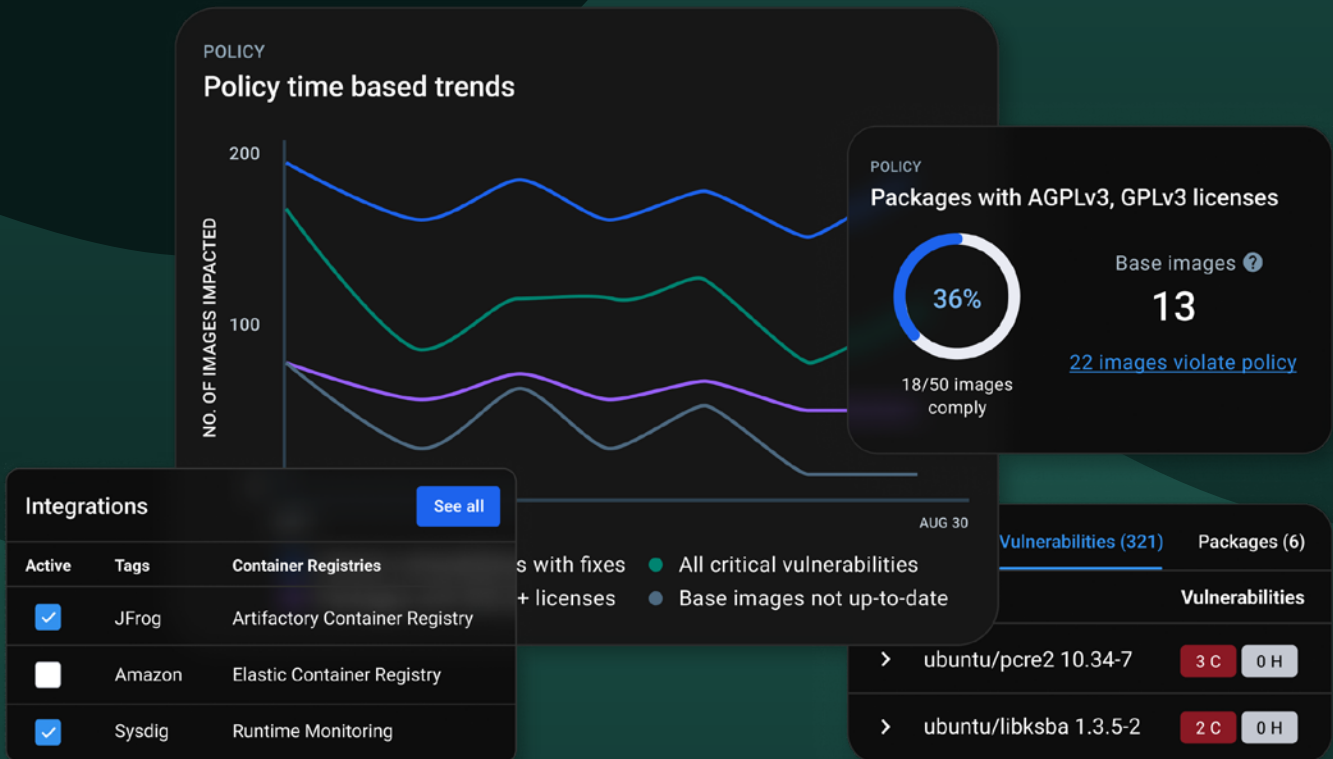 POLICY
Policy time based trends
200
100
NO. OF IMAGES IMPACTED
AUG 30
s with fixes
All critical vulnerabilities
+ licenses
Base images not up-to-date
POLICY
Packages with AGPLv3, GPLv3 licenses
36%
18/50 images
comply
Base images ?
13
22 images violate policy
Integrations
See all
Active Tags Container Registries
JFrog Artifactory Container Registry
Amazon Elastic Container Registry
Sysdig Runtime Monitoring
Vulnerabilities (321) Packages (6)
Vulnerabilities
ubuntu/pcre2 10.34-7 3 C 0 H
ubuntu/libksba 1.3.5-2 2 C 0 H